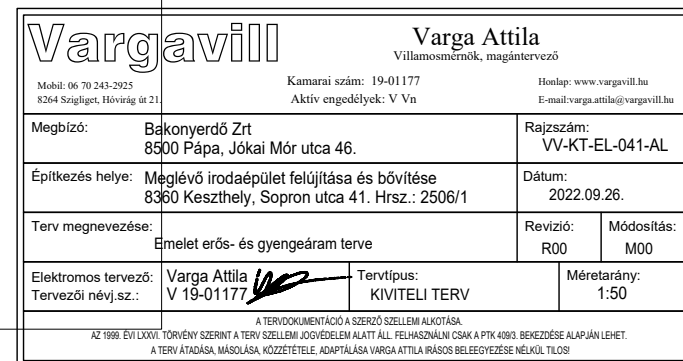 Vargavill
Varga Attila
Villamosmérnök, magántervező
Mobil: 06 70 243-2925
8264 Szigliget, Hóvirág út 21.
Kamarai szám: 19-01177
Aktív engedélyek: V Vn
Honlap: www.vargavill.hu
E-mail:varga.attila@vargavill.hu
Megbízó: Bakonyerdő Zrt
8500 Pápa, Jókai Mór utca 46.
Rajzszám:
VV-KT-EL-041-AL
Építkezés helye: Meglévő irodaépület felújítása és bővítése
8360 Keszthely, Sopron utca 41. Hrsz.: 2506/1
Dátum:
2022.09.26.
Terv megnevezése:
Emelet erős- és gyengeáram terve
Revizió: Módosítás:
R00 M00
Elektromos tervező: Varga Attila
Tervezői névj.sz.: V 19-01177
Tervtípus:
KIVITELI TERV
Méretarány:
1:50
A TERVDOKUMENTÁCIÓ A SZERZŐ SZELLEMI ALKOTÁSA.
AZ 1999. ÉVI LXXVI. TÖRVÉNY SZERINT A TERV SZELLEMI JOGVÉDELEM ALATT ÁLL. FELHASZNÁLNI CSAK A PTK 409/3. BEKEZDÉSE ALAPJÁN LEHET.
A TERV ÁTADÁSA, MÁSOLÁSA, KÖZZÉTÉTELE, ADAPTÁLÁSA VARGA ATTILA IRÁSOS BELEEGYEZÉSE NÉLKÜL TILOS!